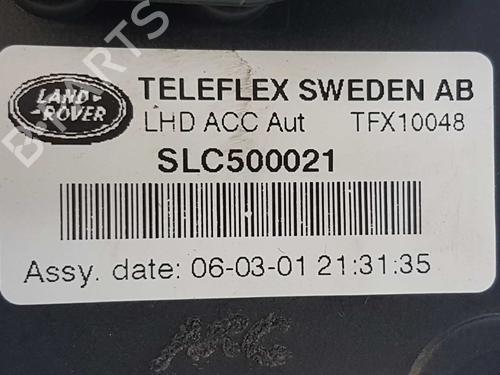 LAND-
-ROVER
TELEFLEX SWEDEN AB
LHD ACC Aut TFX10048
SLC500021
Assy. date: 06-03-01 21:31:35